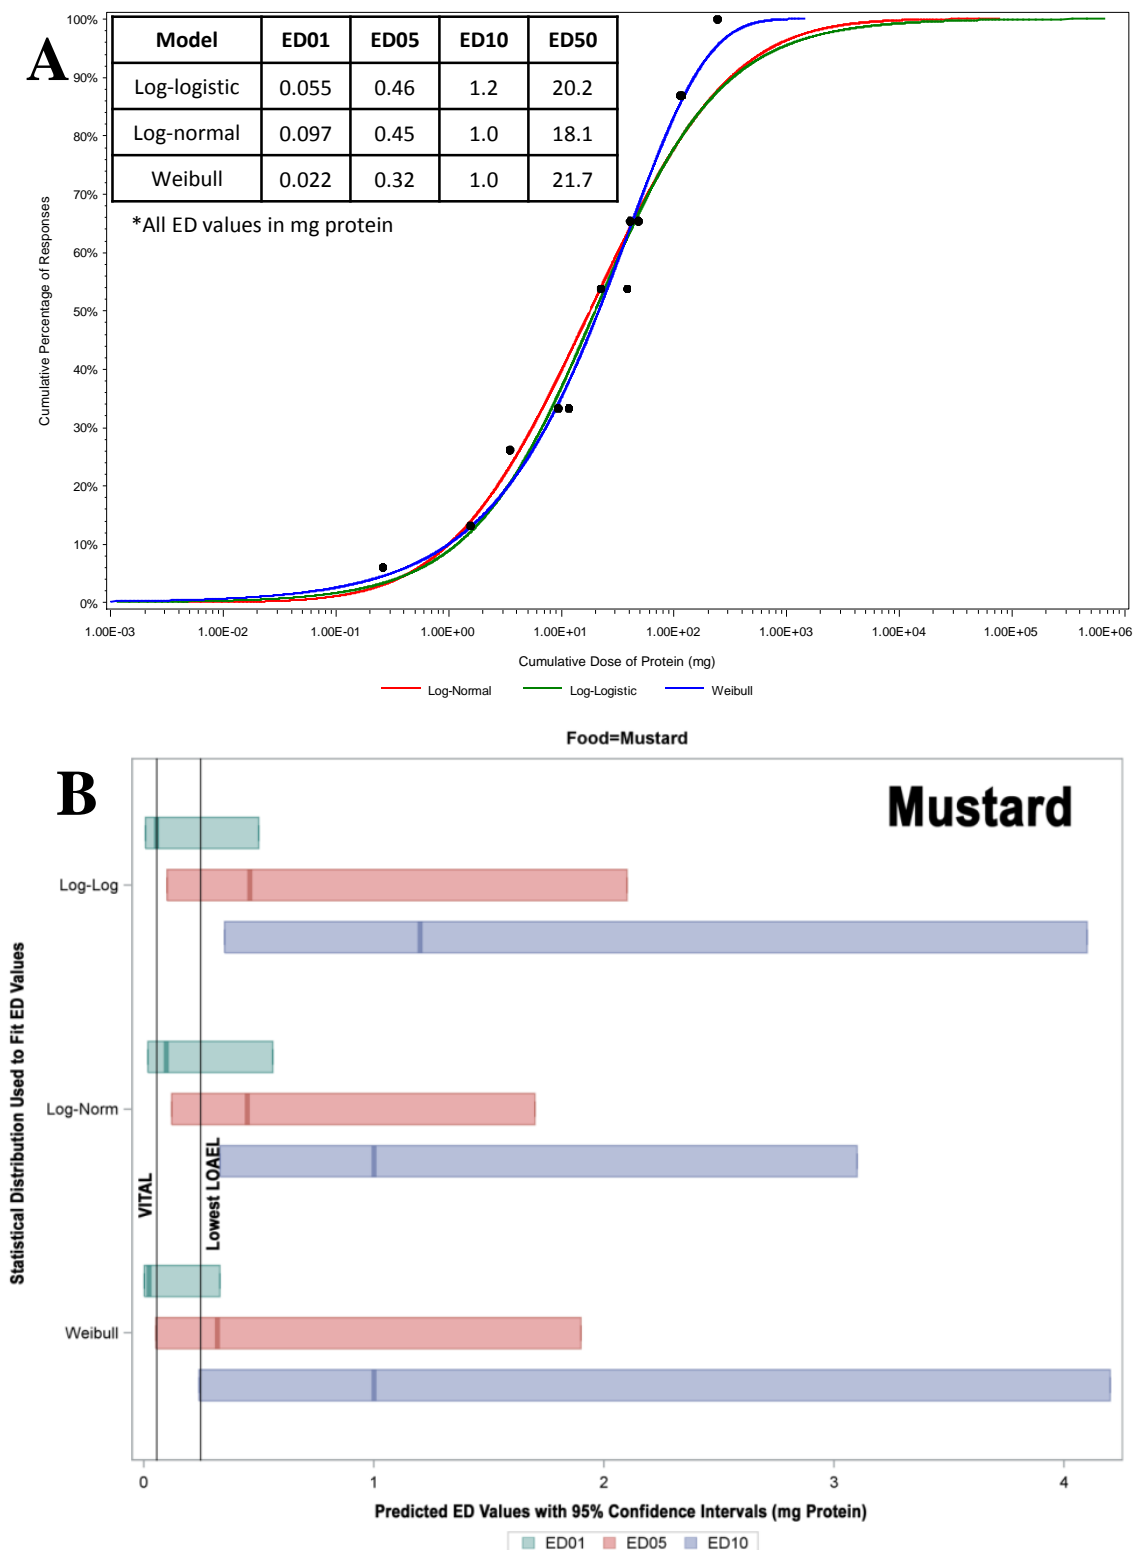 A
Model ED01 ED05 ED10 ED50
Log-logistic 0.055 0.46 1.2 20.2
Log-normal 0.097 0.45 1.0 18.1
Weibull 0.022 0.32 1.0 21.7
*All ED values in mg protein
100%
90%
80%
70%
60%
50%
40%
30%
20%
10%
0%
Cumulative Percentage of Responses
1.00E-03 1.00E-02 1.00E-01 1.00E+00 1.00E+01 1.00E+02 1.00E+03 1.00E+04 1.00E+05 1.00E+06
Cumulative Dose of Protein (mg)
Log-Normal Log-Logistic Weibull
Food=Mustard
B
Mustard
Log-Log
Log-Norm
Weibull
Statistical Distribution Used to Fit ED Values
VITAL
Lowest LOAEL
0 1 2 3 4
Predicted ED Values with 95% Confidence Intervals (mg Protein)
ED01 ED05 ED10